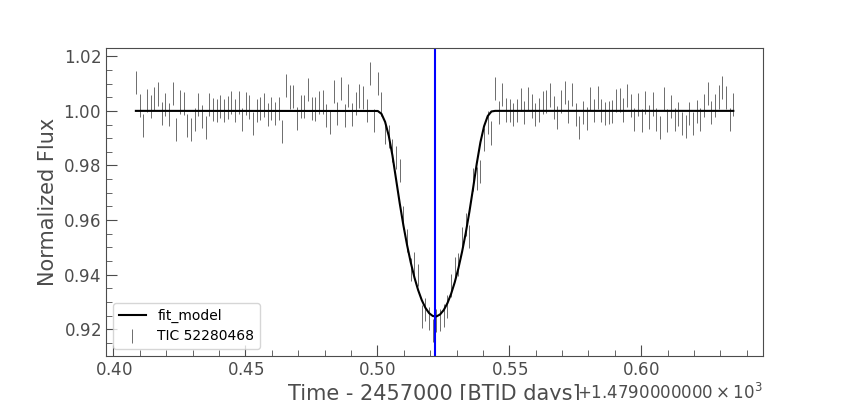 1.02
1.00
0.98
0.96
0.94
0.92
Normalized Flux
fit_model
TIC 52280468
0.40 0.45 0.50 0.55 0.60
Time - 2457000 [BTJD days]
+1.4790000000 × 10³